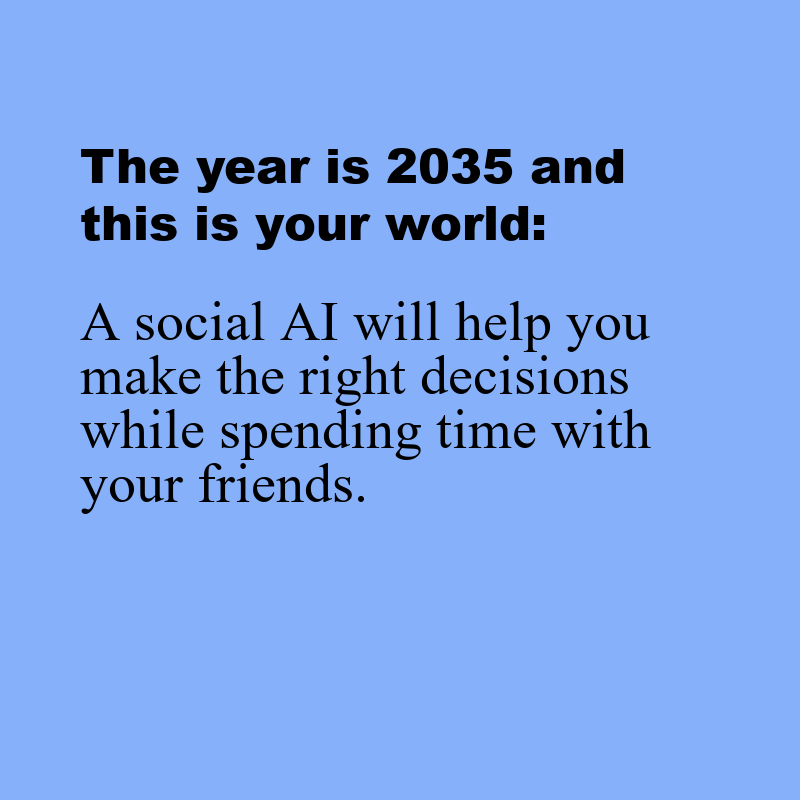 The year is 2035 and
this is your world:
A social AI will help you
make the right decisions
while spending time with
your friends.